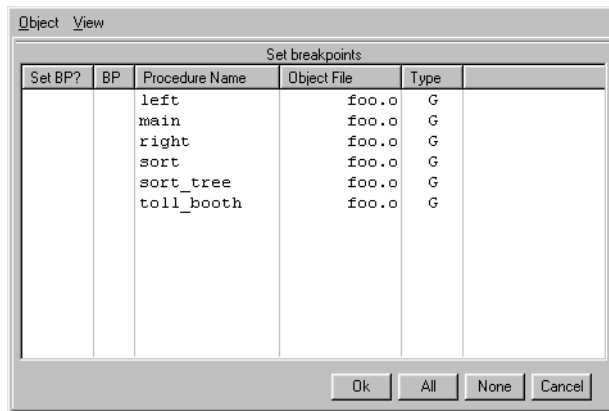 Object View
Set breakpoints
Set BP? BP Procedure Name Object File Type
left foo.o G
main foo.o G
right foo.o G
sort foo.o G
sort_tree foo.o G
toll_booth foo.o G
Ok All None Cancel